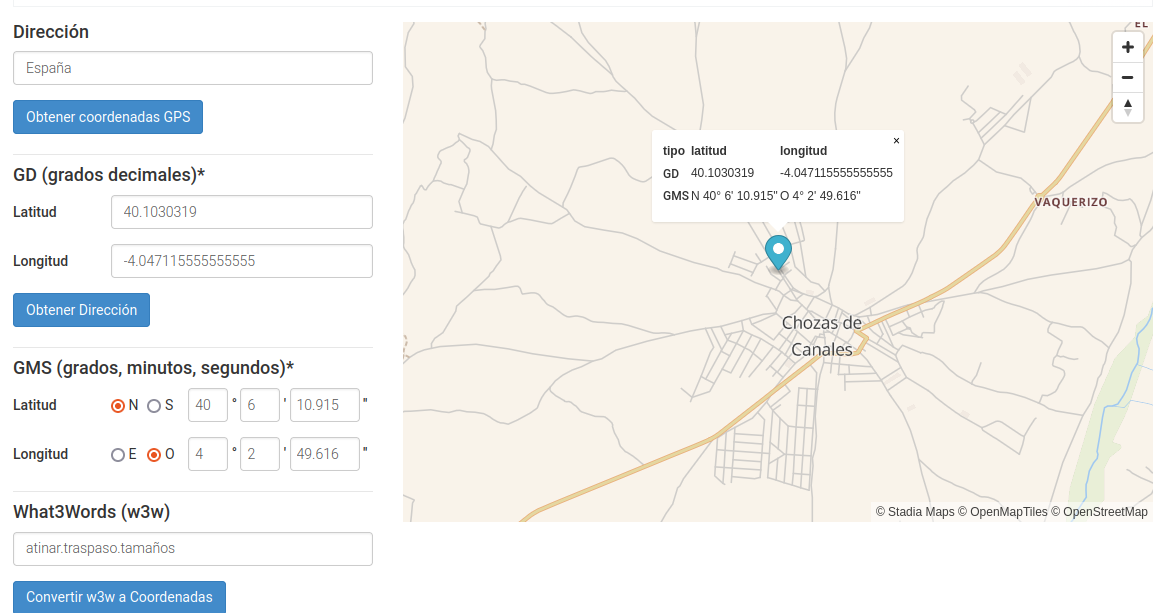 Dirección
España
Obtener coordenadas GPS
GD (grados decimales)*
Latitud 40.1030319
Longitud -4.047115555555555
Obtener Dirección
GMS (grados, minutos, segundos)*
Latitud N S 40 ° 6 ' 10.915 "
Longitud E O 4 ° 2 ' 49.616 "
What3Words (w3w)
atinar.traspaso.tamaños
Convertir w3w a Coordenadas
EL
+
−
×
tipo latitud longitud
GD 40.1030319 -4.047115555555555
GMS N 40° 6' 10.915" O 4° 2' 49.616"
VAQUERIZO
Chozas de
Canales
© Stadia Maps © OpenMapTiles © OpenStreetMap